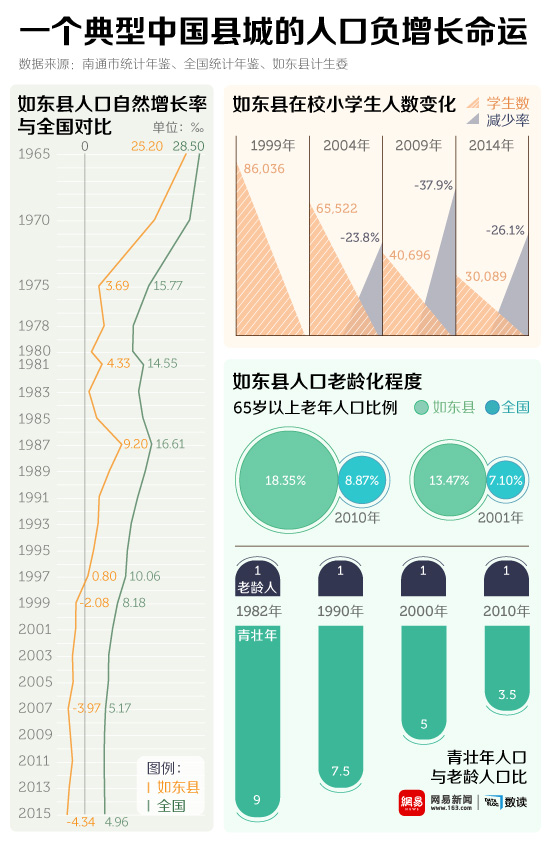 一个典型中国县城的人口负增长命运
数据来源：南通市统计年鉴、全国统计年鉴、如东县计生委
如东县人口自然增长率
与全国对比
单位：‰
0
25.20
28.50
1965
1970
1975
3.69
15.77
1978
1980
1981
4.33
14.55
1983
1985
1987
9.20
16.61
1989
1991
1993
1995
1997
0.80
10.06
1999
-2.08
8.18
2001
2003
2005
2007
-3.97
5.17
2009
2011
2013
2015
-4.34
4.96
图例：
如东县
全国
如东县在校小学生人数变化
学生数
减少率
1999年
2004年
2009年
2014年
86,036
65,522
-23.8%
40,696
-37.9%
30,089
-26.1%
如东县人口老龄化程度
65岁以上老年人口比例
如东县
全国
18.35%
8.87%
2010年
13.47%
7.10%
2001年
1
老龄人
1
1
1
1982年
1990年
2000年
2010年
青壮年
9
7.5
5
3.5
青壮年人口
与老龄人口比
网易
NEWS
网易新闻
www.163.com
数读